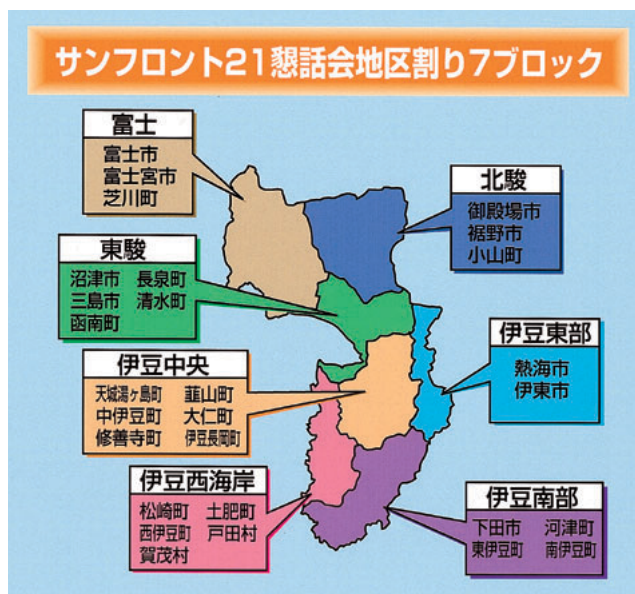 サンフロント21懇話会地区割り7ブロック
富士
富士市
富士宮市
芝川町
北駿
御殿場市
裾野市
小山町
東駿
沼津市 長泉町
三島市 清水町
函南町
伊豆東部
熱海市
伊東市
伊豆中央
天城湯ヶ島町 韮山町
中伊豆町 大仁町
修善寺町 伊豆長岡町
伊豆西海岸
松崎町 土肥町
西伊豆町 戸田村
賀茂村
伊豆南部
下田市 河津町
東伊豆町 南伊豆町